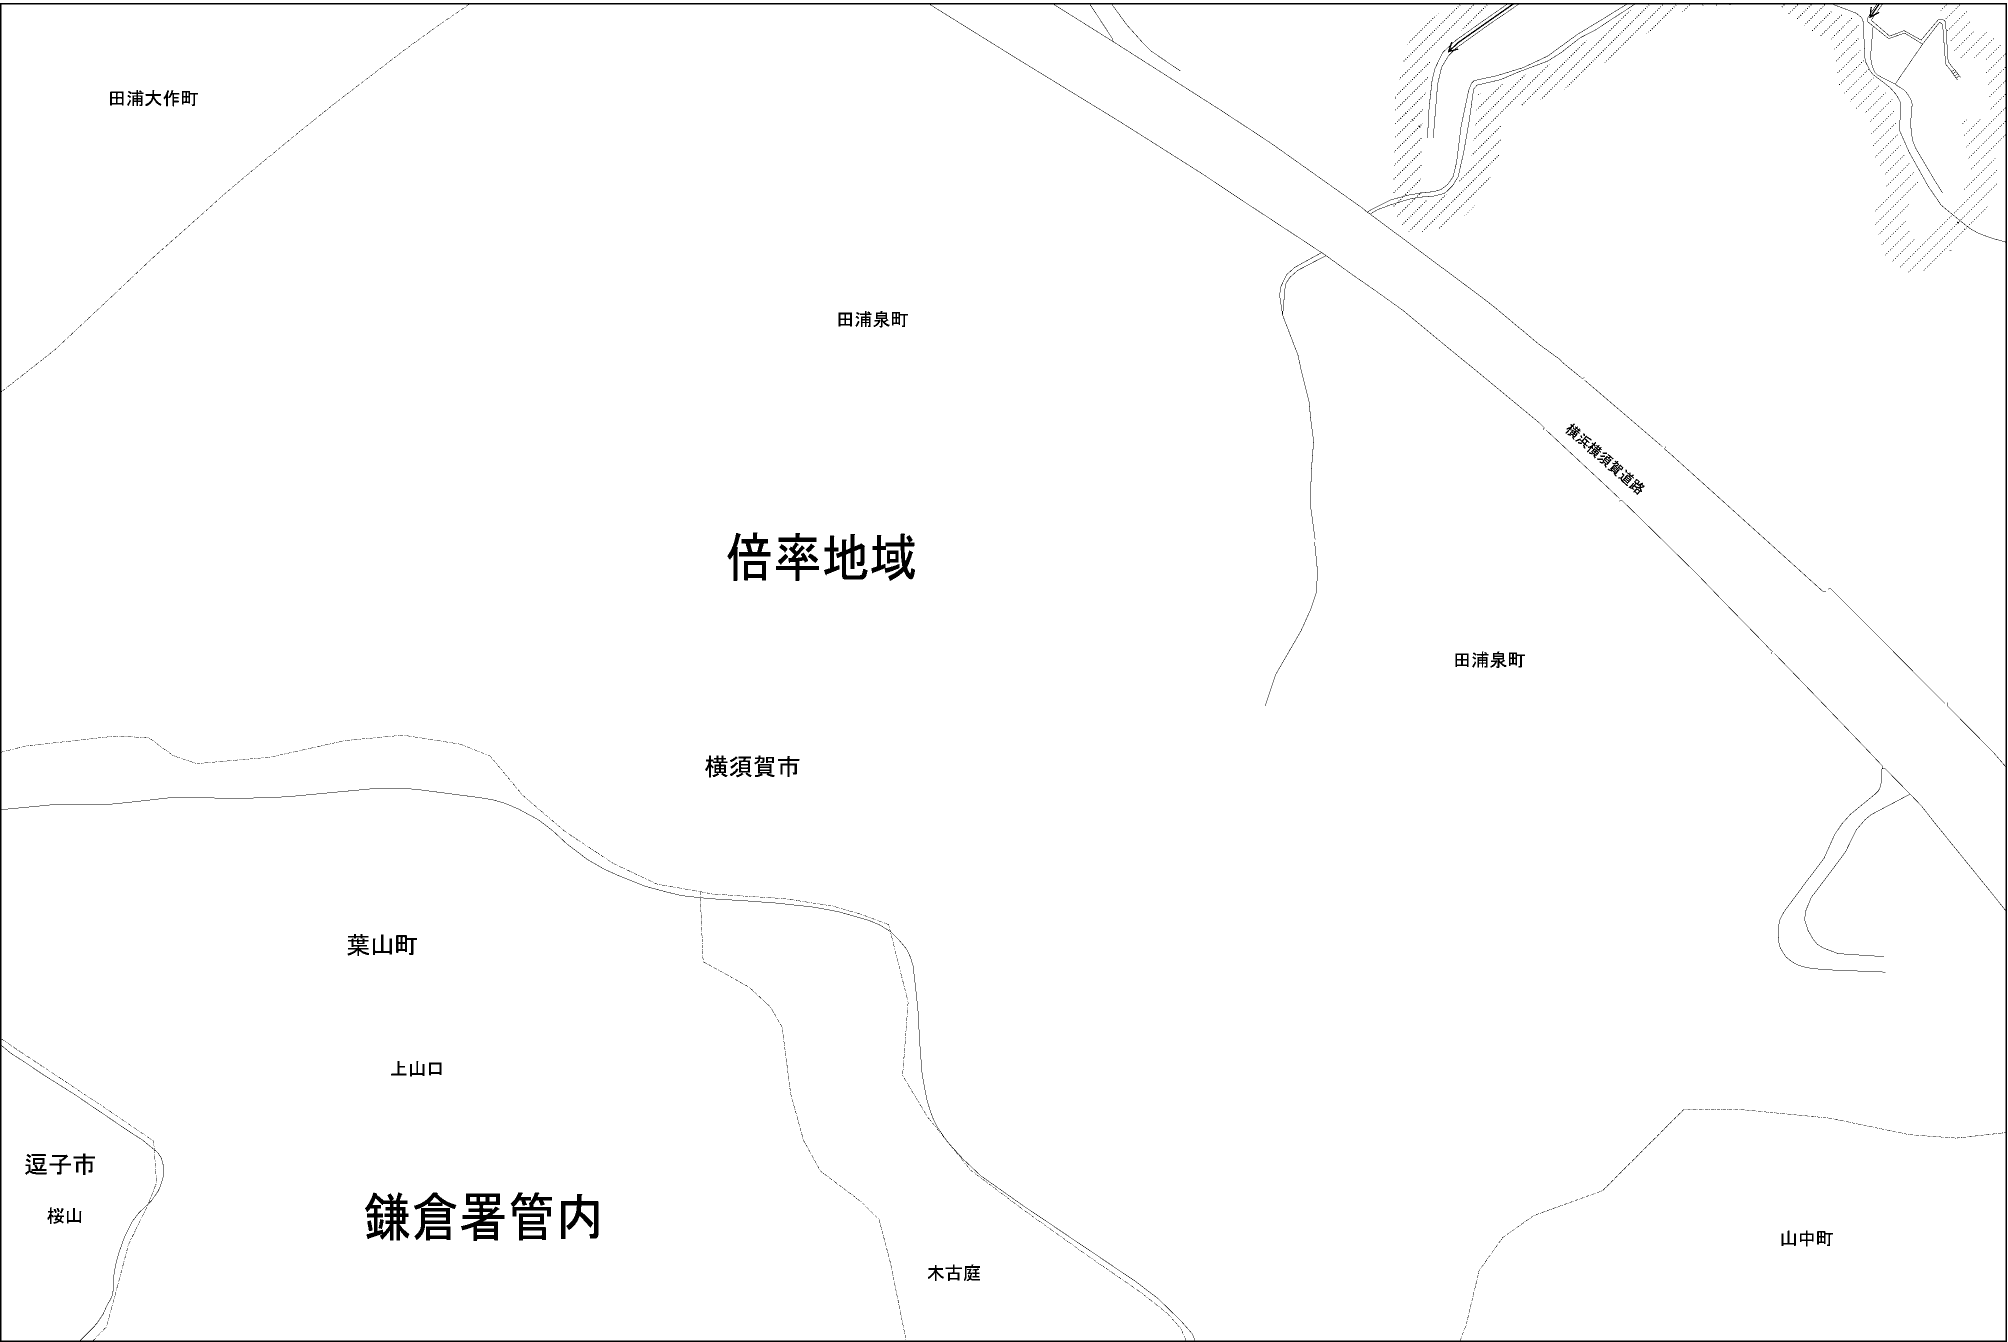 田浦大作町
田浦泉町
横浜横須賀道路
倍率地域
田浦泉町
横須賀市
葉山町
上山口
逗子市
桜山
鎌倉署管内
山中町
木古庭